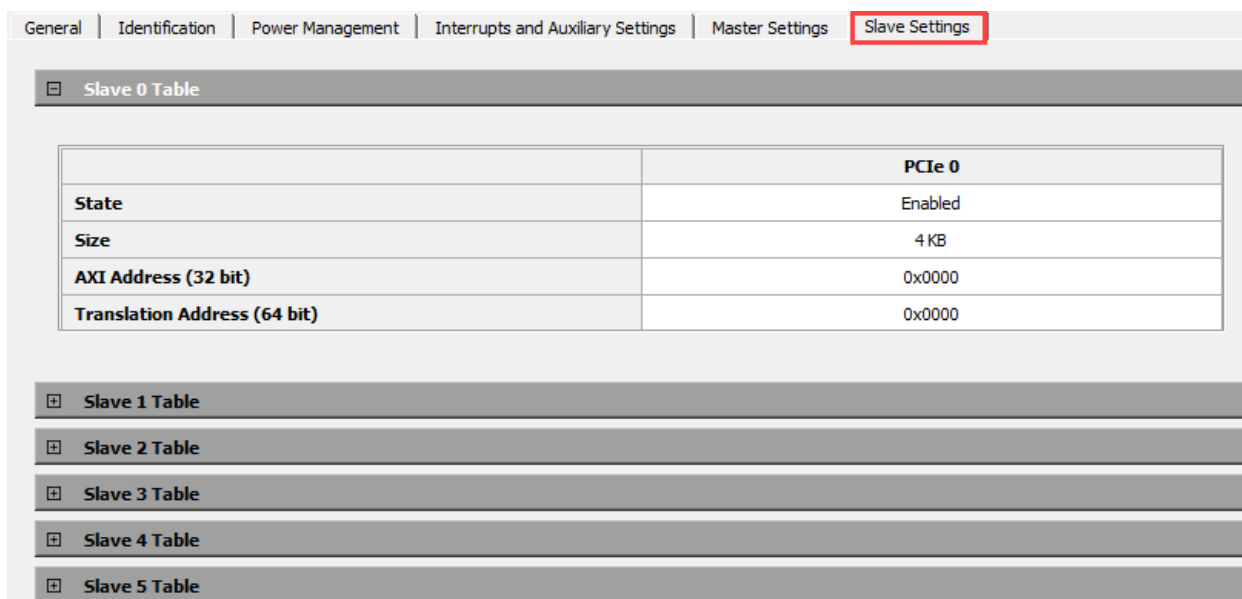 General Identification Power Management Interrupts and Auxiliary Settings Master Settings Slave Settings
Slave 0 Table
PCIe 0
State Enabled
Size 4 KB
AXI Address (32 bit) 0x0000
Translation Address (64 bit) 0x0000
Slave 1 Table
Slave 2 Table
Slave 3 Table
Slave 4 Table
Slave 5 Table